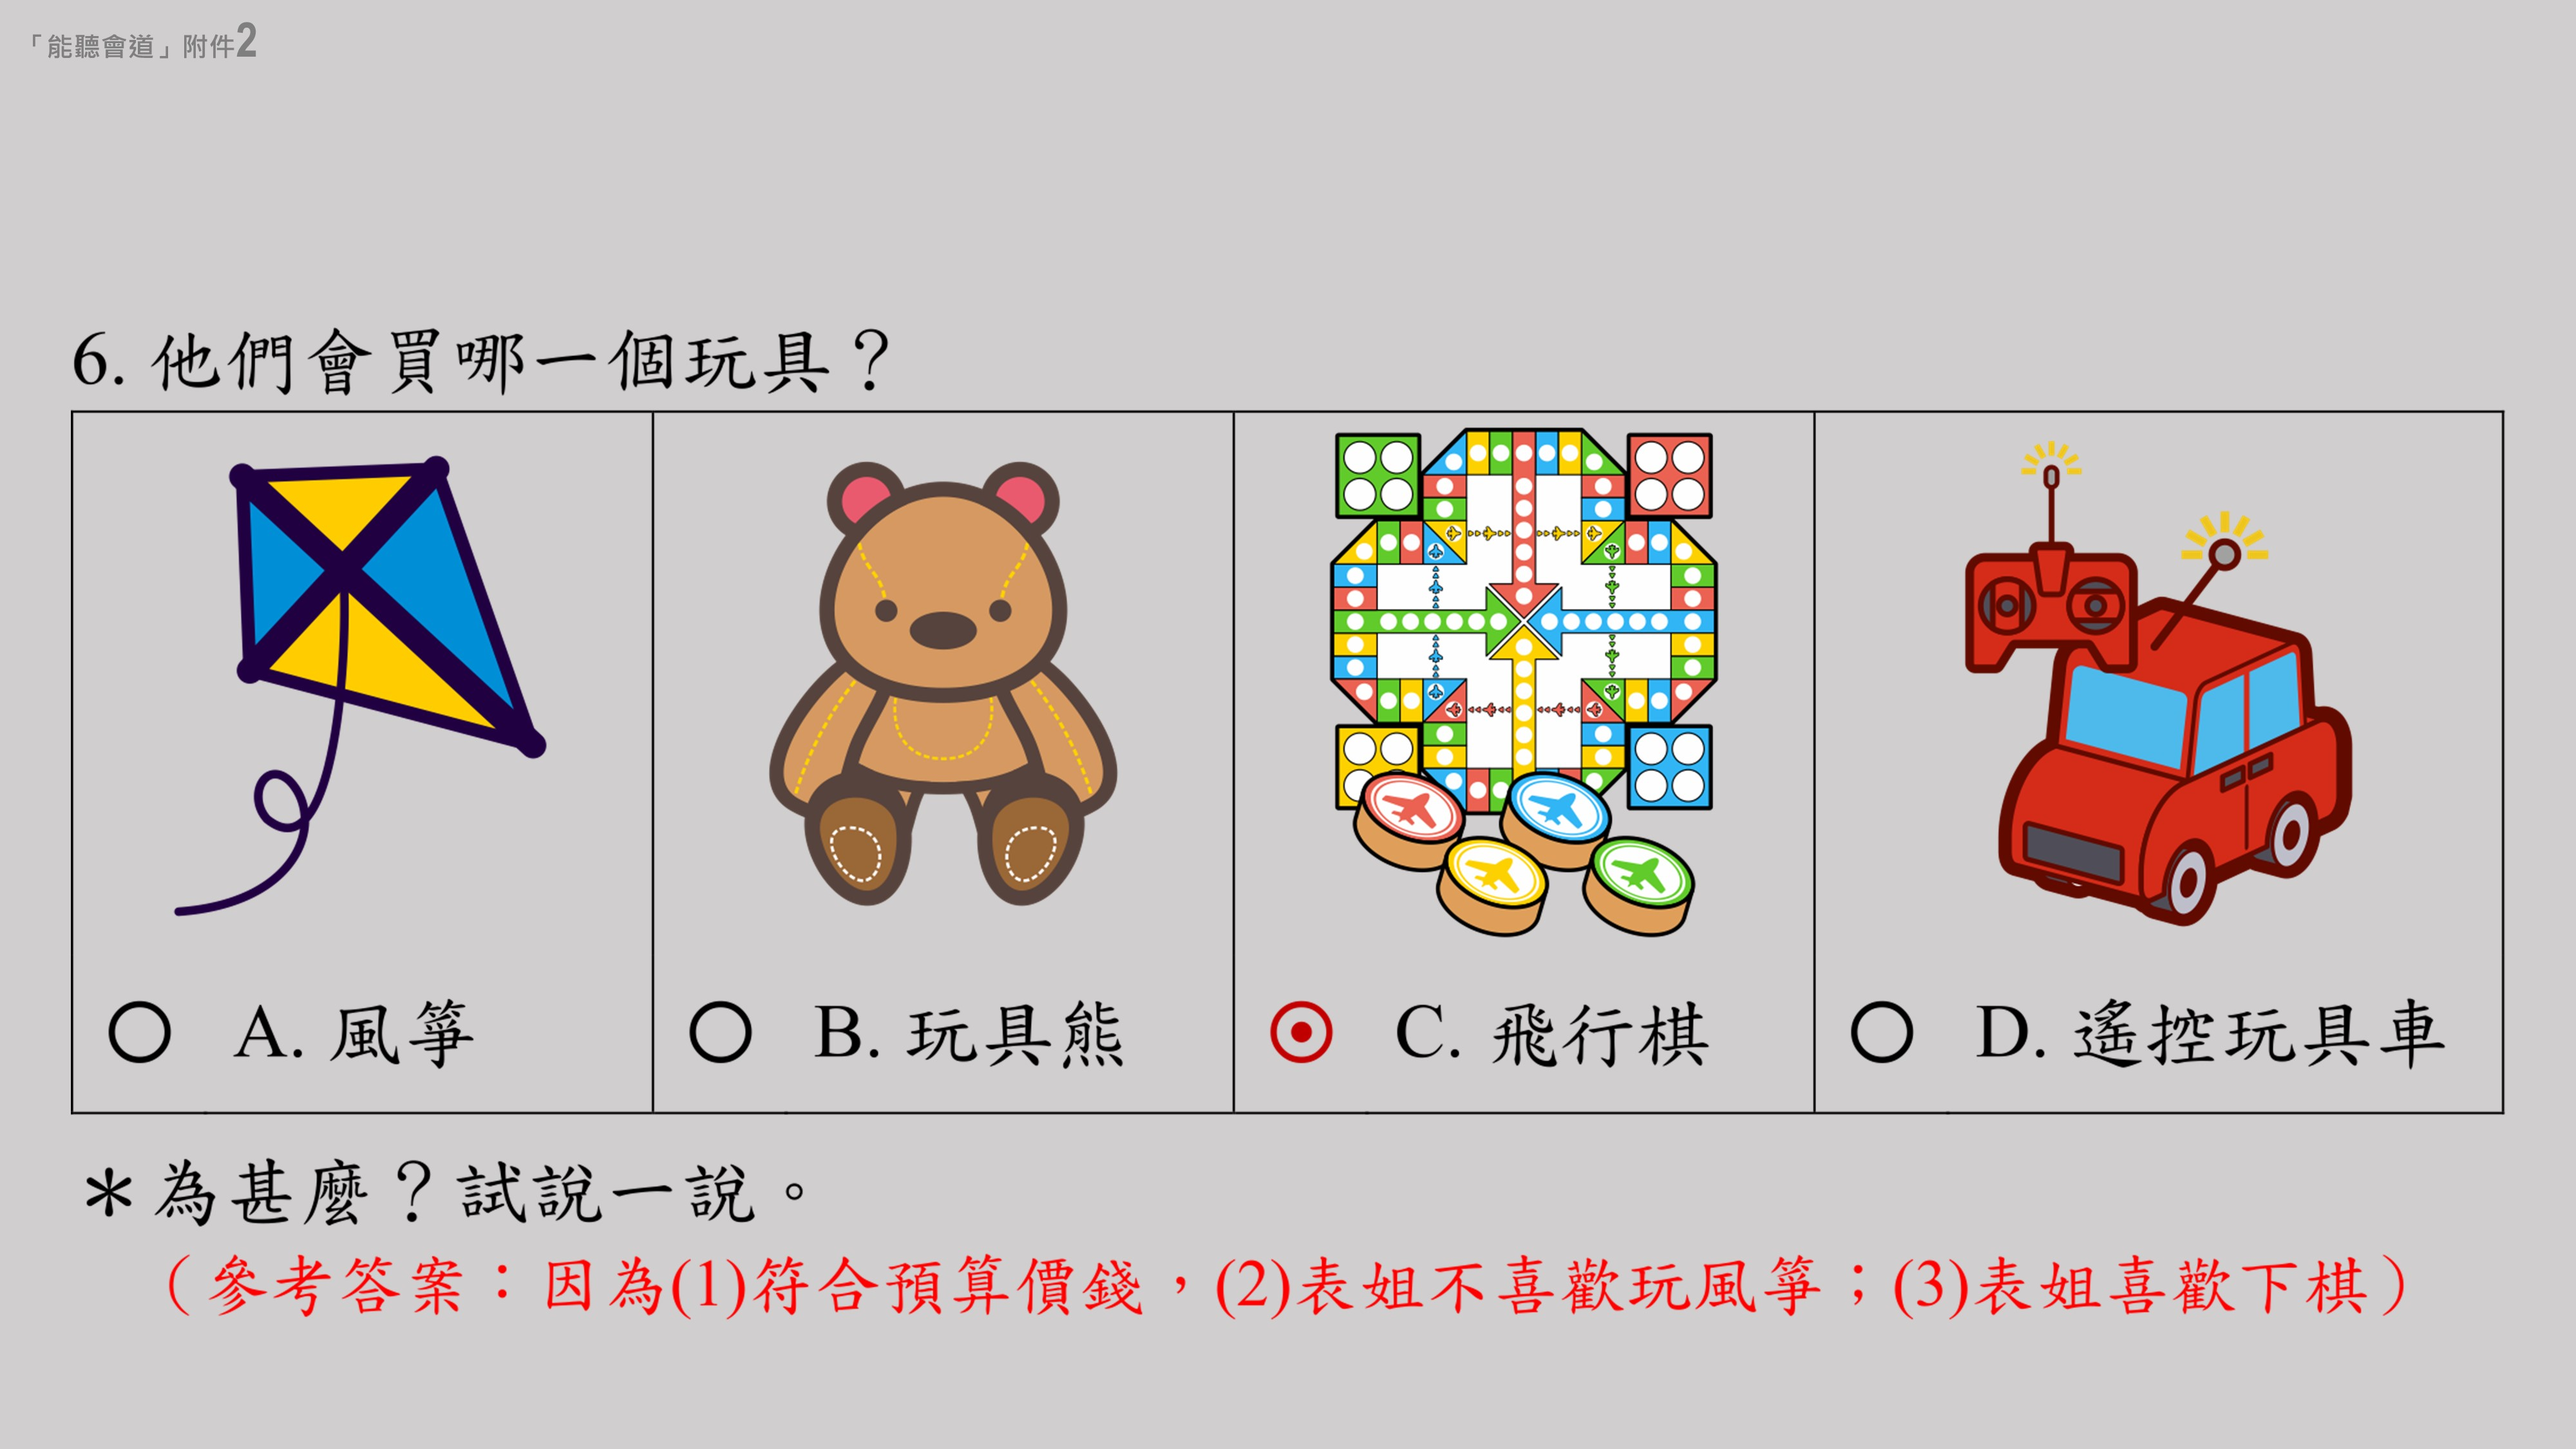 「能聽會道」附件2
6. 他們會買哪一個玩具？
A. 風箏
B. 玩具熊
C. 飛行棋
D. 遙控玩具車
＊為甚麼？試說一說。
（參考答案：因為(1)符合預算價錢，(2)表姐不喜歡玩風箏；(3)表姐喜歡下棋）